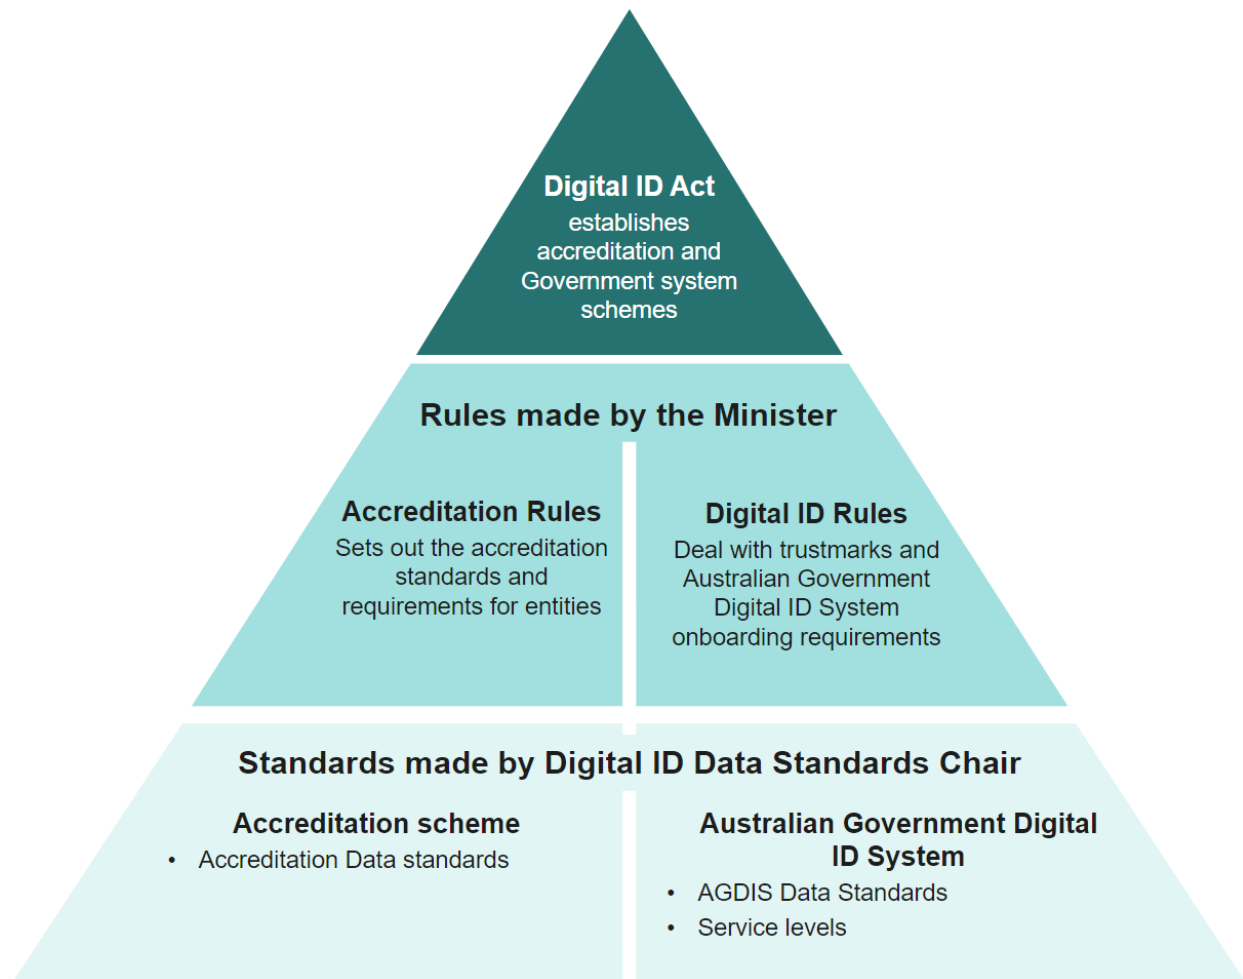 Digital ID Act
establishes
accreditation and
Government system
schemes
Rules made by the Minister
Accreditation Rules
Sets out the accreditation
standards and
requirements for entities
Digital ID Rules
Deal with trustmarks and
Australian Government
Digital ID System
onboarding requirements
Standards made by Digital ID Data Standards Chair
Accreditation scheme
• Accreditation Data standards
Australian Government Digital
ID System
• AGDIS Data Standards
• Service levels